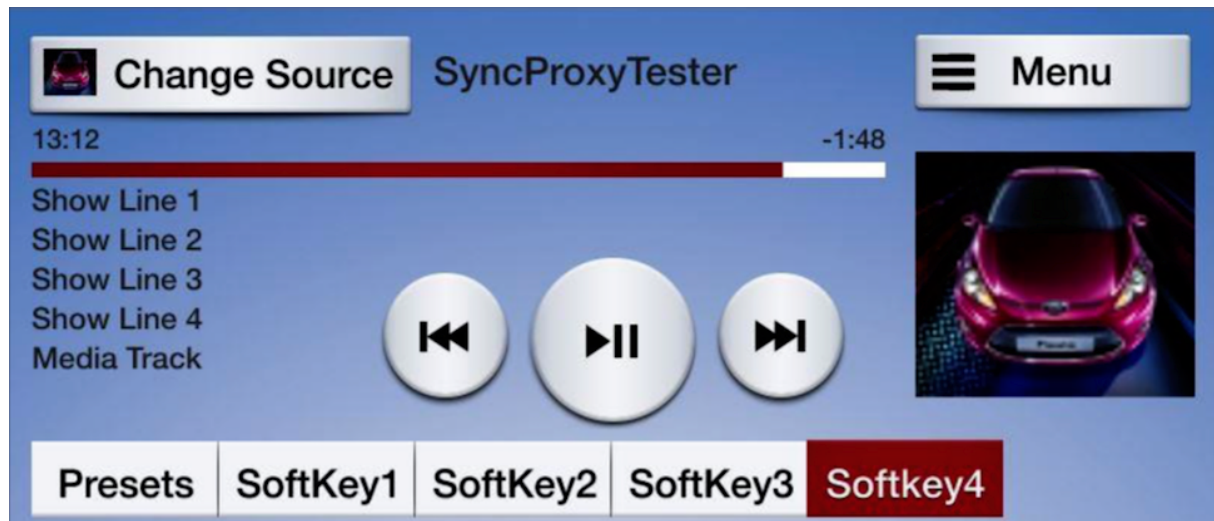 Change Source
SyncProxyTester
Menu
13:12
-1:48
Show Line 1
Show Line 2
Show Line 3
Show Line 4
Media Track
Presets
SoftKey1
SoftKey2
SoftKey3
Softkey4